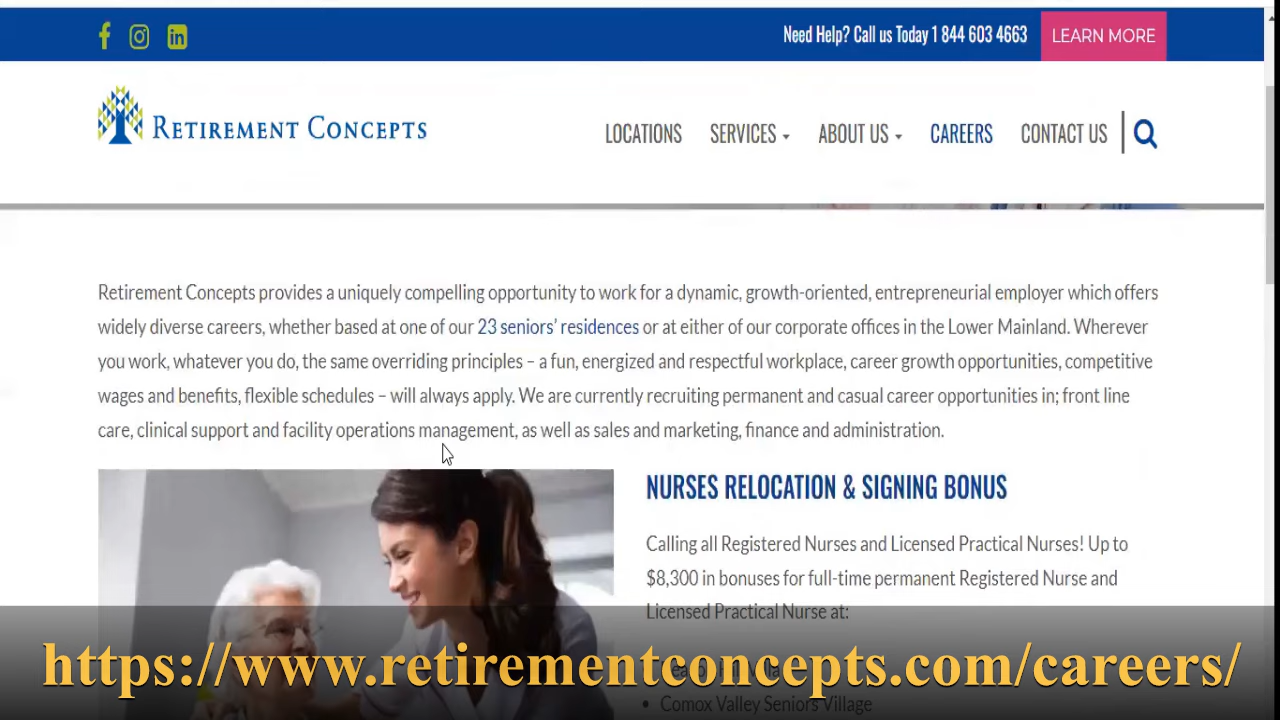 Need Help? Call us Today 1 844 603 4663
LEARN MORE
RETIREMENT CONCEPTS
LOCATIONS SERVICES ABOUT US CAREERS CONTACT US
Retirement Concepts provides a uniquely compelling opportunity to work for a dynamic, growth-oriented, entrepreneurial employer which offers
widely diverse careers, whether based at one of our 23 seniors’ residences or at either of our corporate offices in the Lower Mainland. Wherever
you work, whatever you do, the same overriding principles – a fun, energized and respectful workplace, career growth opportunities, competitive
wages and benefits, flexible schedules – will always apply. We are currently recruiting permanent and casual career opportunities in; front line
care, clinical support and facility operations management, as well as sales and marketing, finance and administration.
NURSES RELOCATION & SIGNING BONUS
Calling all Registered Nurses and Licensed Practical Nurses! Up to
$8,300 in bonuses for full-time permanent Registered Nurse and
Licensed Practical Nurse at:
https://www.retirementconcepts.com/careers/
• Comox Valley Seniors Village